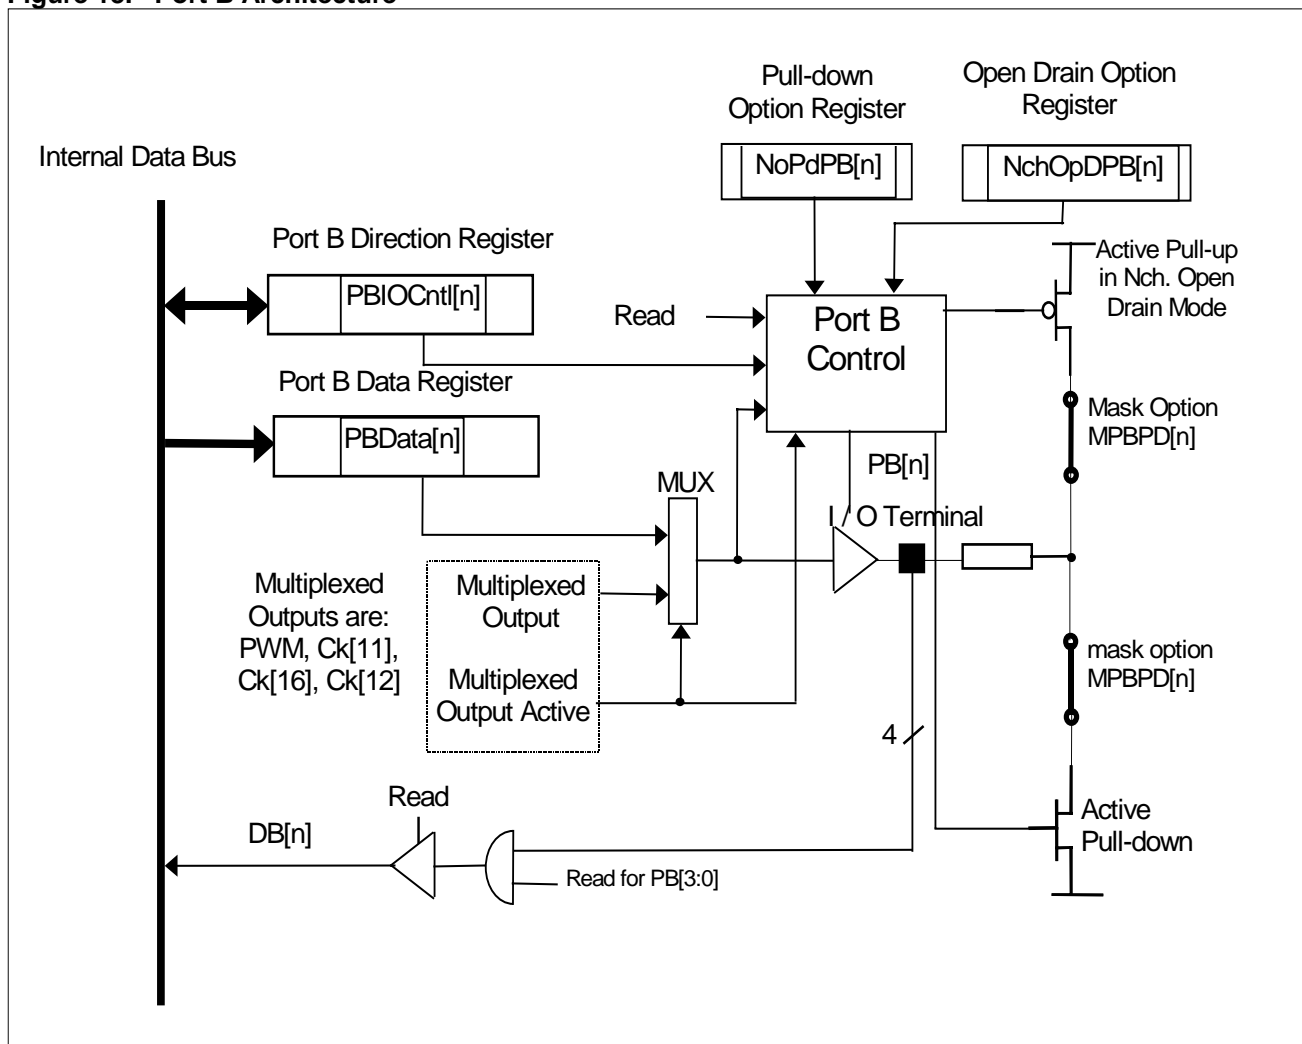 Pull-down
Option Register
Open Drain Option
Register
Internal Data Bus
NoPdPB[n]
NchOpDPB[n]
Port B Direction Register
PBIOCntl[n]
Active Pull-up
in Nch. Open
Drain Mode
Read
Port B
Control
Port B Data Register
PBData[n]
Mask Option
MPBPD[n]
MUX
PB[n]
I / O Terminal
Multiplexed
Outputs are:
PWM, Ck[11],
Ck[16], Ck[12]
Multiplexed
Output
Multiplexed
Output Active
mask option
MPBPD[n]
4
Read
DB[n]
Read for PB[3:0]
Active
Pull-down